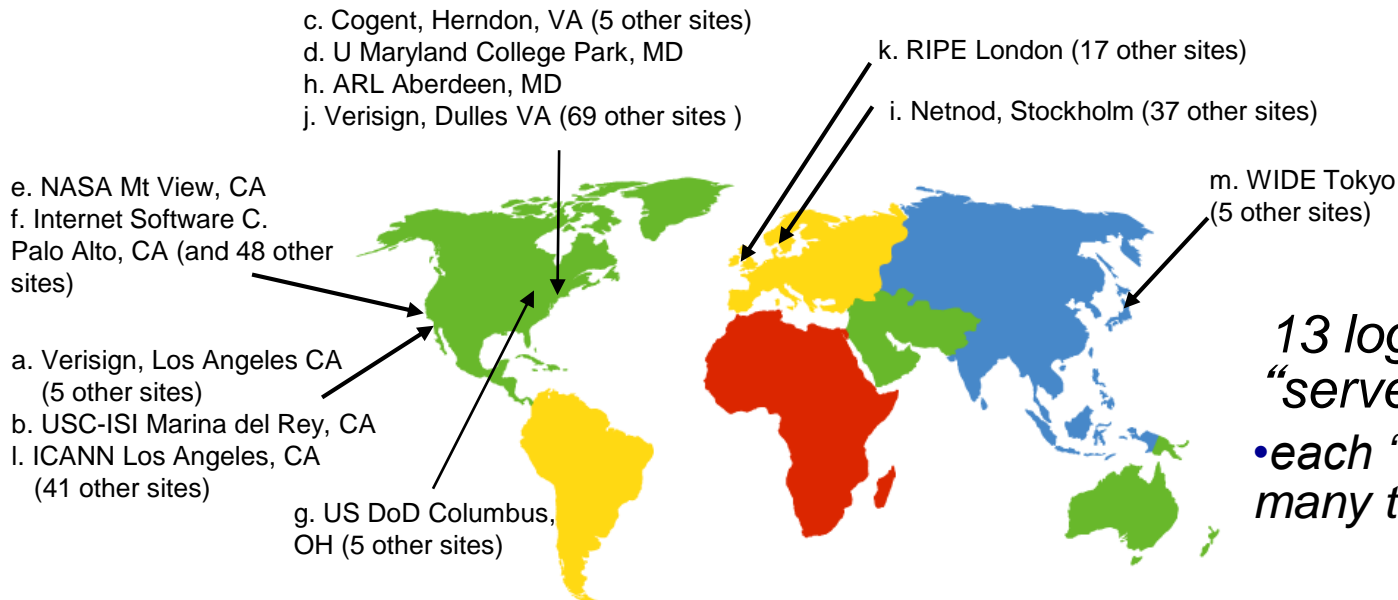 c. Cogent, Herndon, VA (5 other sites)
d. U Maryland College Park, MD
h. ARL Aberdeen, MD
j. Verisign, Dulles VA (69 other sites )
k. RIPE London (17 other sites)
i. Netnod, Stockholm (37 other sites)
e. NASA Mt View, CA
f. Internet Software C.
Palo Alto, CA (and 48 other
sites)
m. WIDE Tokyo
(5 other sites)
a. Verisign, Los Angeles CA
(5 other sites)
b. USC-ISI Marina del Rey, CA
l. ICANN Los Angeles, CA
(41 other sites)
g. US DoD Columbus,
OH (5 other sites)
13 log
“serve
•each “
many t